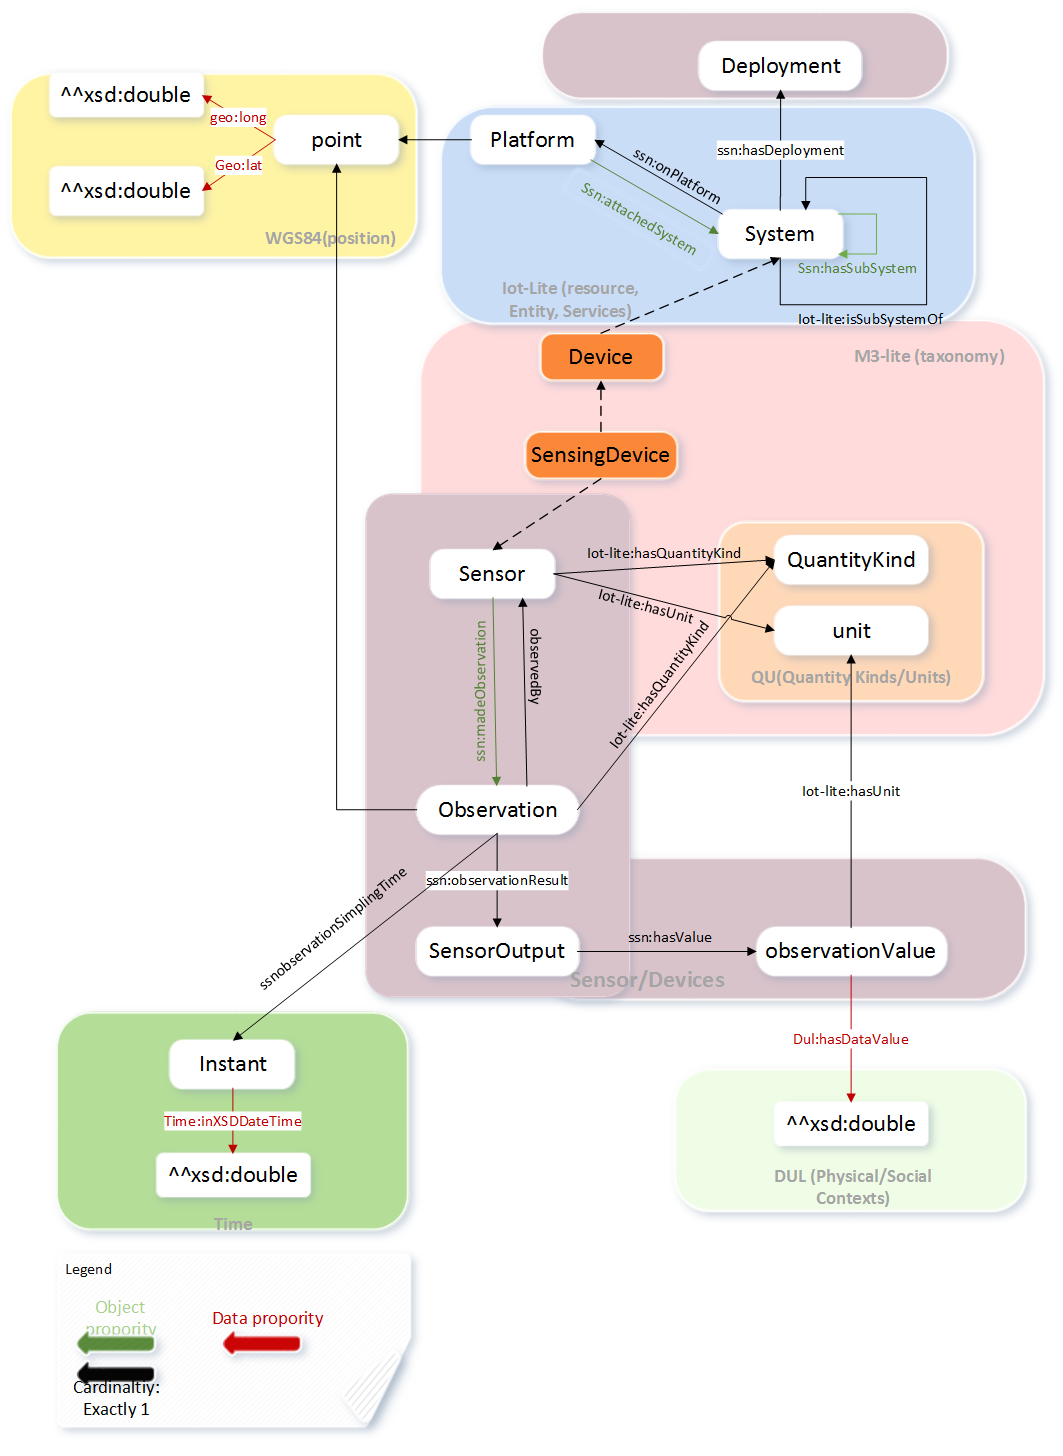 Deployment
^^xsd:double
geo:long
point
Platform
ssn:onPlatform
ssn:hasDeployment
Geo:lat
^^xsd:double
Ssn:attachedSystem
System
WGS84(position)
Ssn:hasSubSystem
Iot-Lite (resource,
Entity, Services)
Iot-lite:isSubSystemOf
Device
M3-lite (taxonomy)
SensingDevice
Sensor
Iot-lite:hasQuantityKind
QuantityKind
Iot-lite:hasUnit
unit
ssn:madeObservation
observedBy
Iot-lite:hasQuantityKind
QU(Quantity Kinds/Units)
Iot-lite:hasUnit
Observation
ssn:observationResult
ssnobservationSimplingTime
SensorOutput
ssn:hasValue
observationValue
Sensor/Devices
Dul:hasDataValue
Instant
Time:inXSDDateTime
^^xsd:double
^^xsd:double
DUL (Physical/Social
Contexts)
Time
Legend
Object
propority
Data propority
Cardinaltiy:
Exactly 1